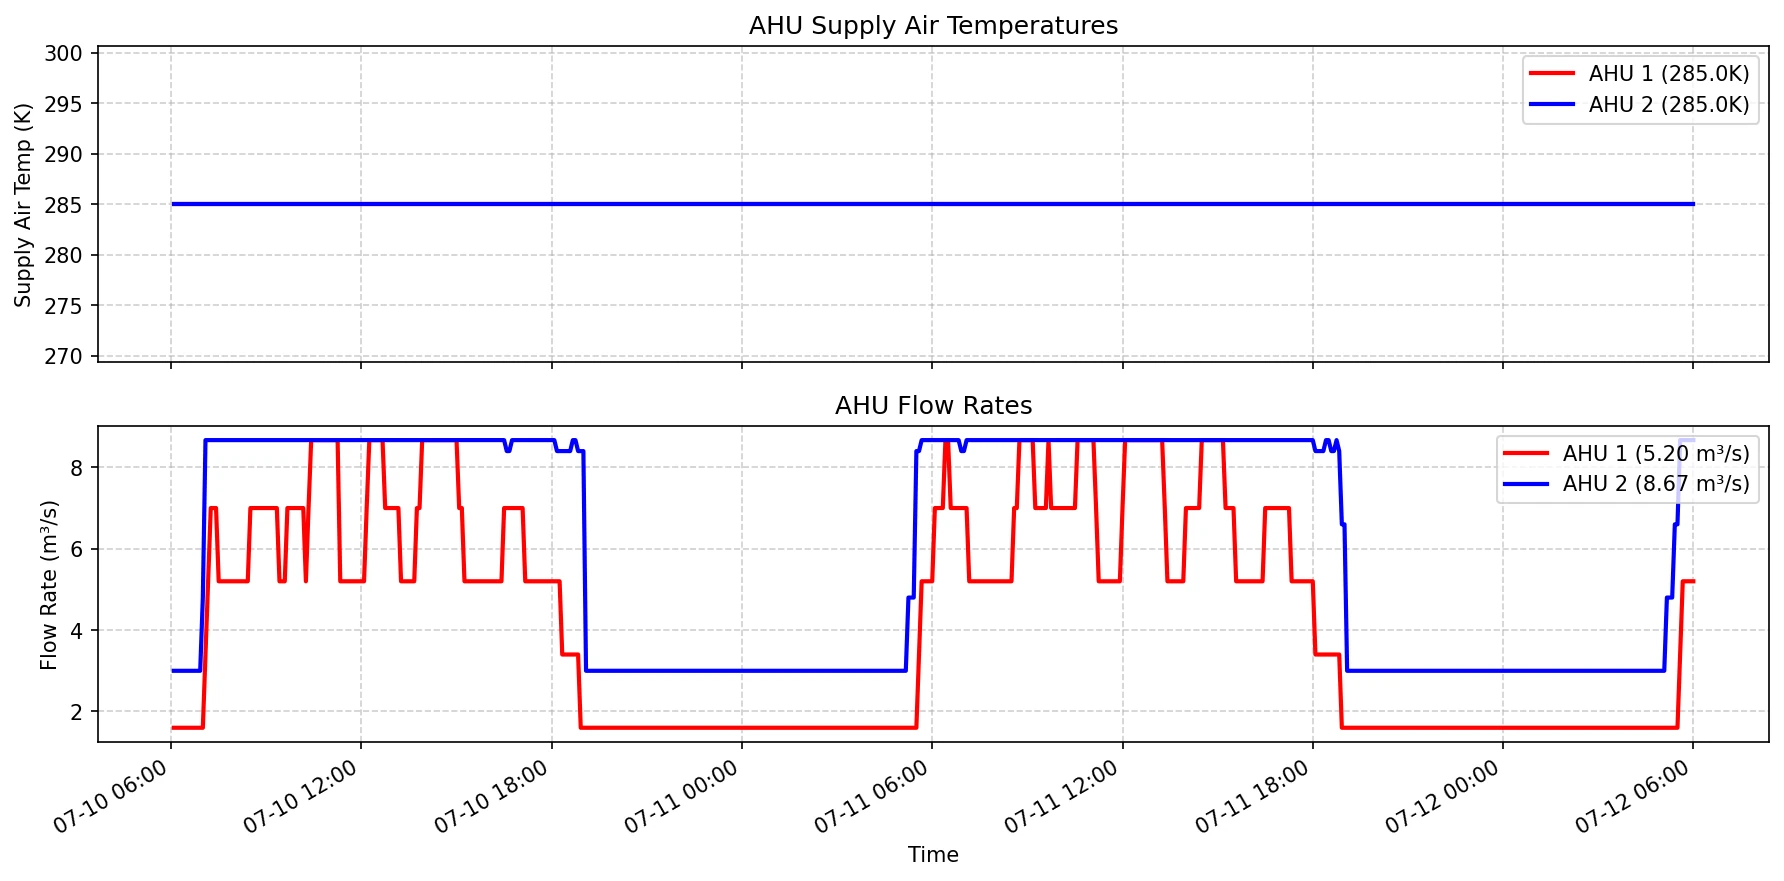 AHU Supply Air Temperatures
Supply Air Temp (K)
300
295
290
285
280
275
270
AHU 1 (285.0K)
AHU 2 (285.0K)
AHU Flow Rates
Flow Rate (m³/s)
8
6
4
2
AHU 1 (5.20 m³/s)
AHU 2 (8.67 m³/s)
07-10 06:00
07-10 12:00
07-10 18:00
07-11 00:00
07-11 06:00
07-11 12:00
07-11 18:00
07-12 00:00
07-12 06:00
Time